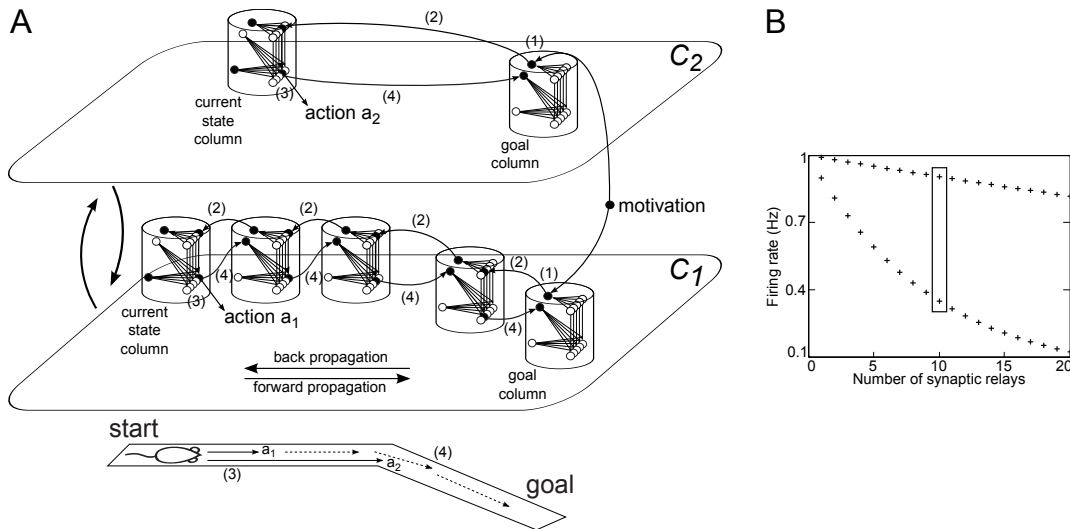 A
(2)
(1)
C2
(3)
(4)
current
state
column
action a2
goal
column
motivation
(2)
(2)
(2)
(2)
(1)
C1
(4)
(4)
(4)
(4)
(3)
current
state
column
action a1
back propagation
forward propagation
goal
column
start
a1
(4)
a2
(3)
goal
B
1
0.7
0.4
0.1
Firing rate (Hz)
0
5
10
15
20
Number of synaptic relays